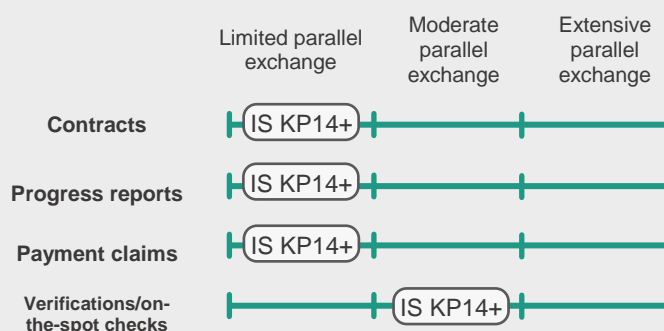 Limited parallel
exchange
Moderate
parallel
exchange
Extensive
parallel
exchange
Contracts
IS KP14+
Progress reports
IS KP14+
Payment claims
IS KP14+
Verifications/on-
the-spot checks
IS KP14+